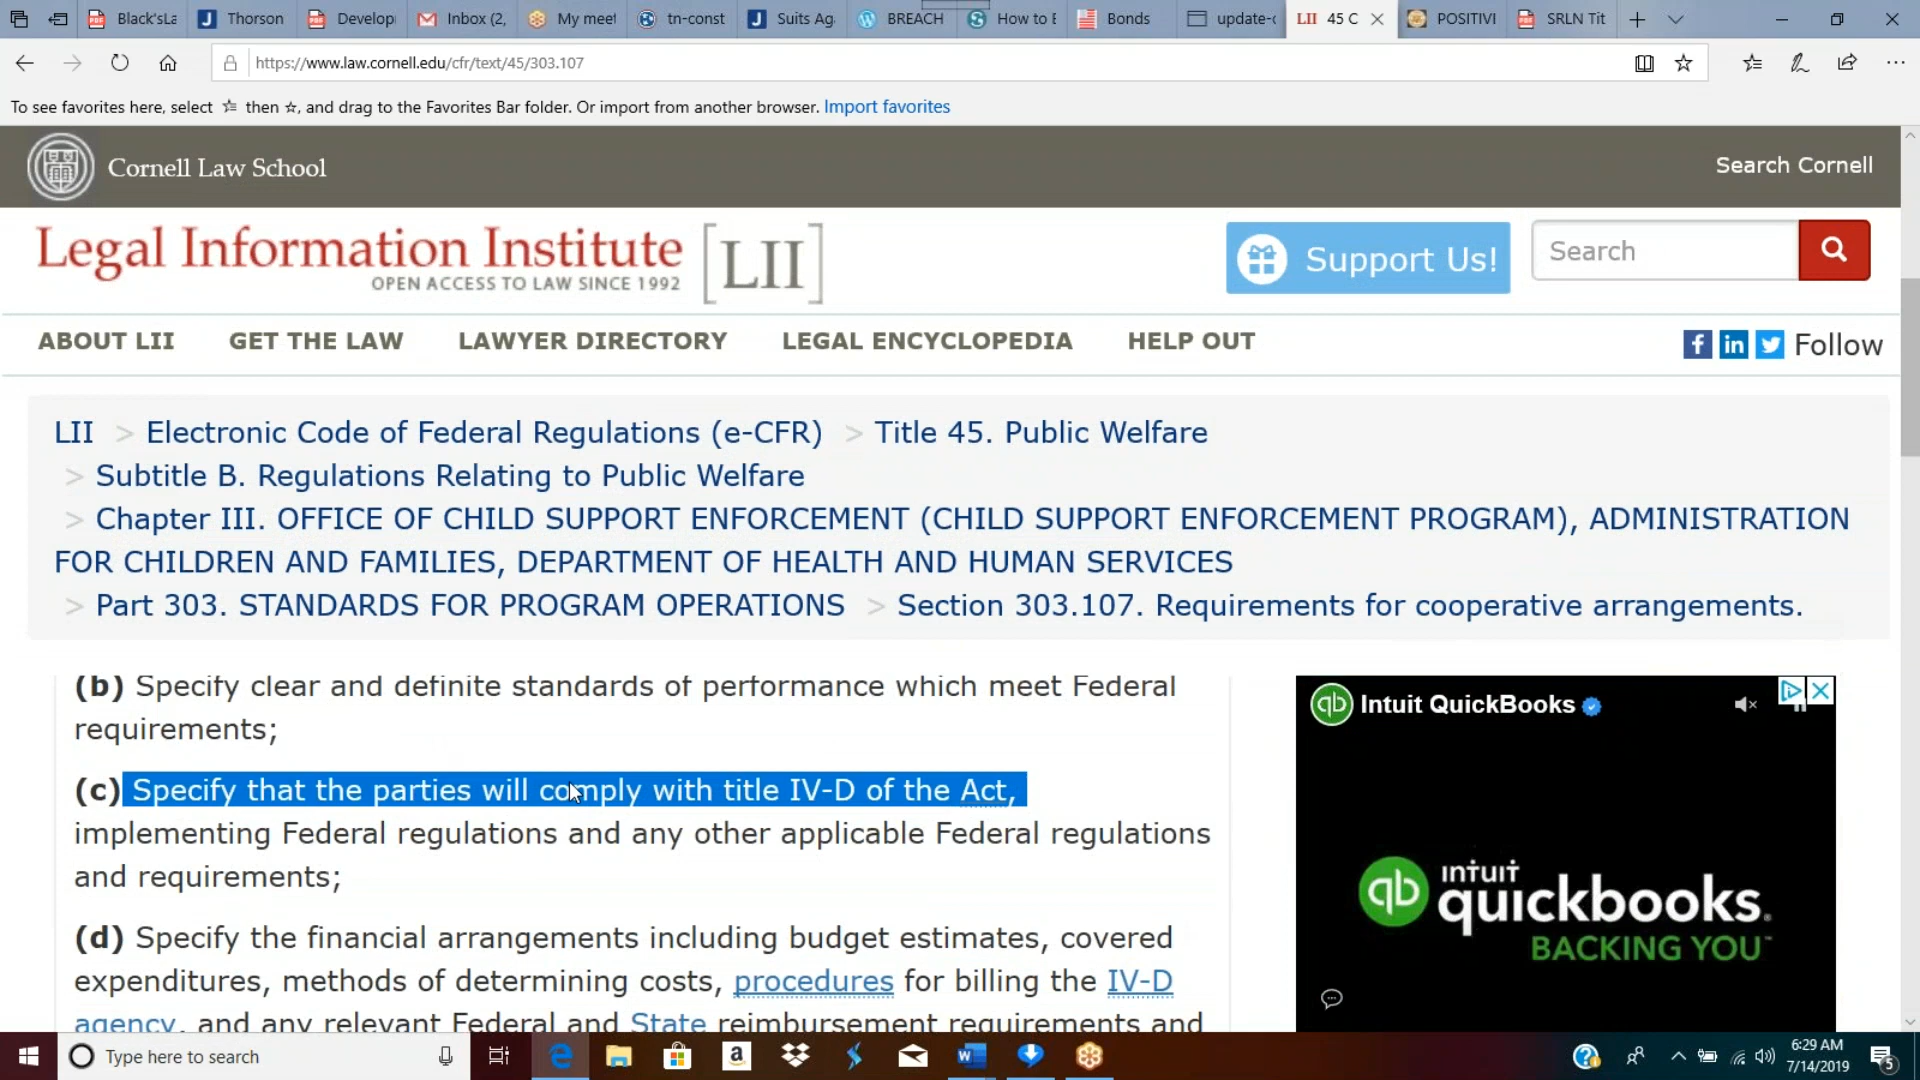 Black'sLa
Thorson
Develop
Inbox (2,
My meet
tn-const
Suits Ag
BREACH
How to E
Bonds
update-c
LII 45 C
POSITIVI
SRLN Tit
https://www.law.cornell.edu/cfr/text/45/303.107
To see favorites here, select then , and drag to the Favorites Bar folder. Or import from another browser. Import favorites
Cornell Law School
Search Cornell
Legal Information Institute [LII]
OPEN ACCESS TO LAW SINCE 1992
Support Us!
Search
ABOUT LII GET THE LAW LAWYER DIRECTORY LEGAL ENCYCLOPEDIA HELP OUT
Follow
LII > Electronic Code of Federal Regulations (e-CFR) > Title 45. Public Welfare
> Subtitle B. Regulations Relating to Public Welfare
> Chapter III. OFFICE OF CHILD SUPPORT ENFORCEMENT (CHILD SUPPORT ENFORCEMENT PROGRAM), ADMINISTRATION
FOR CHILDREN AND FAMILIES, DEPARTMENT OF HEALTH AND HUMAN SERVICES
> Part 303. STANDARDS FOR PROGRAM OPERATIONS > Section 303.107. Requirements for cooperative arrangements.
(b) Specify clear and definite standards of performance which meet Federal
requirements;
(c) Specify that the parties will comply with title IV-D of the Act,
implementing Federal regulations and any other applicable Federal regulations
and requirements;
(d) Specify the financial arrangements including budget estimates, covered
expenditures, methods of determining costs, procedures for billing the IV-D
agency, and any relevant Federal and State reimbursement requirements and
qb Intuit QuickBooks
qb intuit
quickbooks.
BACKING YOU™
Type here to search
6:29 AM
7/14/2019
5